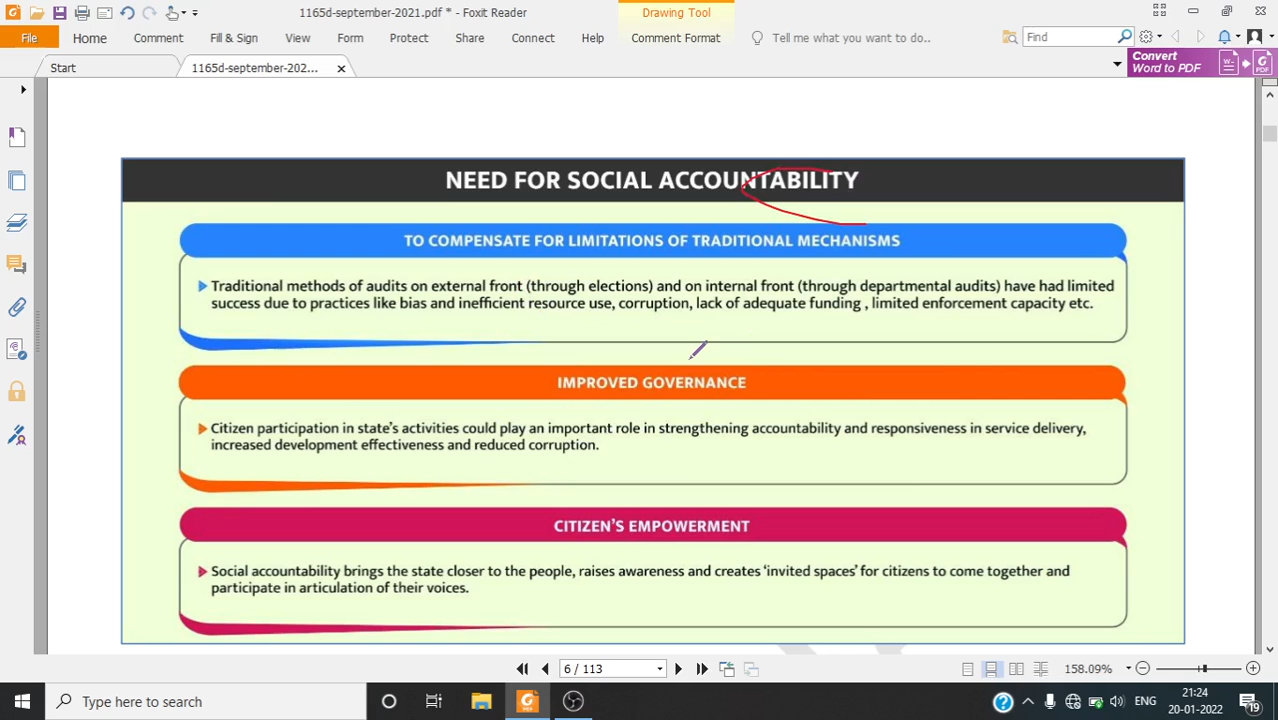 1165d-september-2021.pdf * - Foxit Reader
Drawing Tool
File Home Comment Fill & Sign View Form Protect Share Connect Help Comment Format Tell me what you want to do.. Find
Start 1165d-september-202... Convert
Word to PDF
PDF
NEED FOR SOCIAL ACCOUNTABILITY
TO COMPENSATE FOR LIMITATIONS OF TRADITIONAL MECHANISMS
Traditional methods of audits on external front (through elections) and on internal front (through departmental audits) have had limited
success due to practices like bias and inefficient resource use, corruption, lack of adequate funding , limited enforcement capacity etc.
IMPROVED GOVERNANCE
Citizen participation in state's activities could play an important role in strengthening accountability and responsiveness in service delivery,
increased development effectiveness and reduced corruption.
CITIZEN'S EMPOWERMENT
Social accountability brings the state closer to the people, raises awareness and creates 'invited spaces' for citizens to come together and
participate in articulation of their voices.
6 / 113 158.09%
Type here to search ENG 21:24
20-01-2022 19